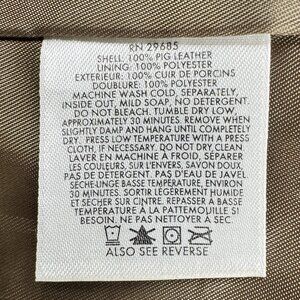 RN 29685
SHELL: 100% PIG LEATHER
LINING: 100% POLYESTER
EXTERIEUR: 100% CUIR DE PORCINS
DOUBLURE: 100% POLYESTER
MACHINE WASH COLD, SEPARATELY,
INSIDE OUT, MILD SOAP, NO DETERGENT.
DO NOT BLEACH. TUMBLE DRY LOW,
APPROXIMATELY 30 MINUTES. REMOVE WHEN
SLIGHTLY DAMP AND HANG UNTIL COMPLETELY
DRY. PRESS LOW TEMPERATURE WITH A PRESS
CLOTH, IF NECESSARY. DO NOT DRY CLEAN.
LAVER EN MACHINE À FROID, SÉPARER
LES COULEURS, SUR L'ENVERS, SAVON DOUX,
PAS DE DETERGENT. PAS D'EAU DE JAVEL.
SÈCHE-LINGE BASSE TEMPÉRATURE, ENVIRON
30 MINUTES. SORTIR LÉGÈREMENT HUMIDE
ET SÉCHER SUR CINTRE. REPASSER À BASSE
TEMPÉRATURE À LA PATTEMOUILLE SI
BESOIN. NE PAS NETTOYER A SEC.
ALSO SEE REVERSE